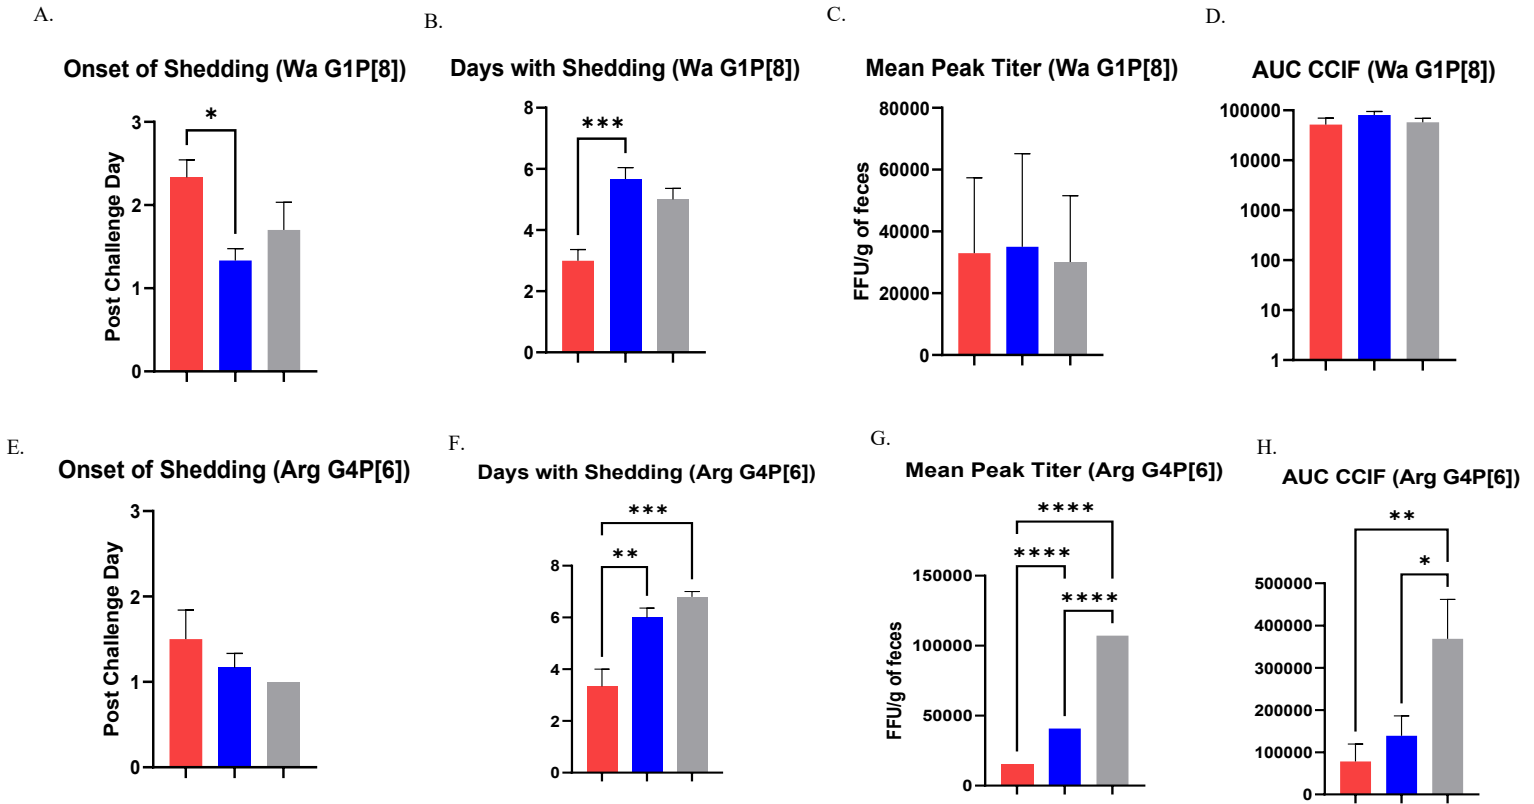 A.
B.
C.
D.
Onset of Shedding (Wa G1P[8])
Days with Shedding (Wa G1P[8])
Mean Peak Titer (Wa G1P[8])
AUC CCIF (Wa G1P[8])
*
3
2
1
0
Post Challenge Day
***
8
6
4
2
0
80000
60000
40000
20000
0
FFU/g of feces
100000
10000
1000
100
10
1
E.
F.
G.
H.
Onset of Shedding (Arg G4P[6])
Days with Shedding (Arg G4P[6])
Mean Peak Titer (Arg G4P[6])
AUC CCIF (Arg G4P[6])
3
2
1
0
Post Challenge Day
***
**
8
6
4
2
0
****
****
****
150000
100000
50000
0
FFU/g of feces
**
*
500000
400000
300000
200000
100000
0